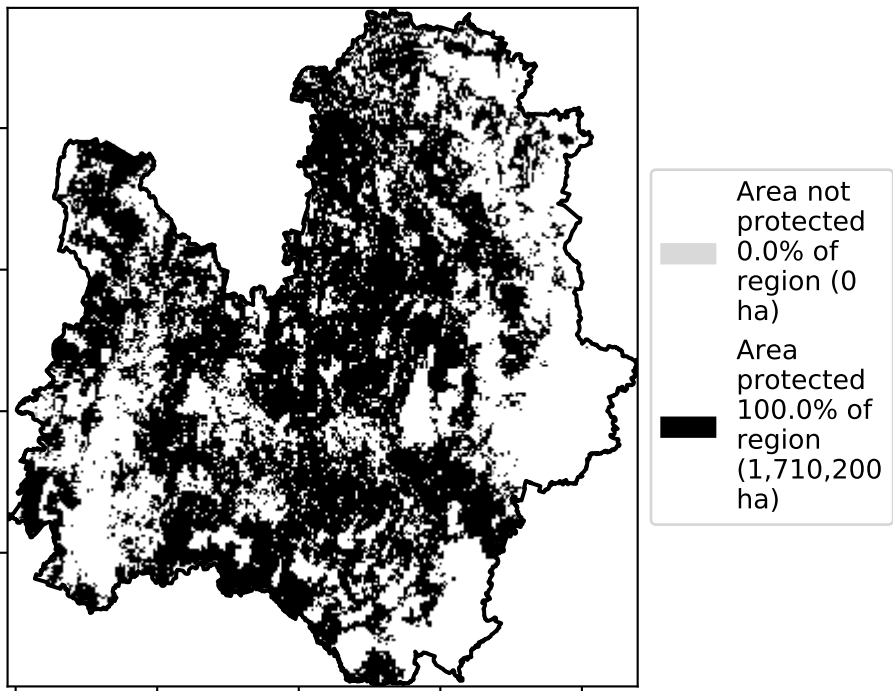 Area not
protected
0.0% of
region (0
ha)
Area
protected
100.0% of
region
(1,710,200
ha)